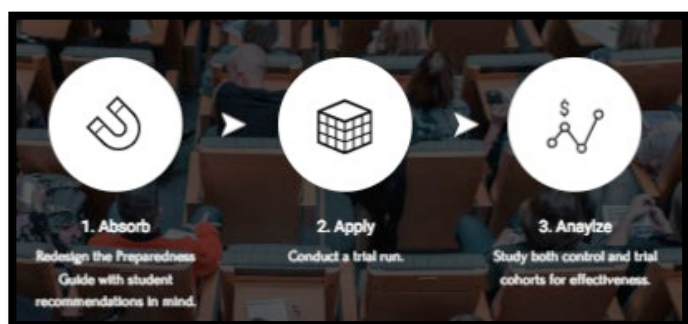 1. Absorb
Redesign the Preparedness
Guide with student
recommendations in mind.
2. Apply
Conduct a trial run.
$
3. Anaylze
Study both control and trial
cohorts for effectiveness.